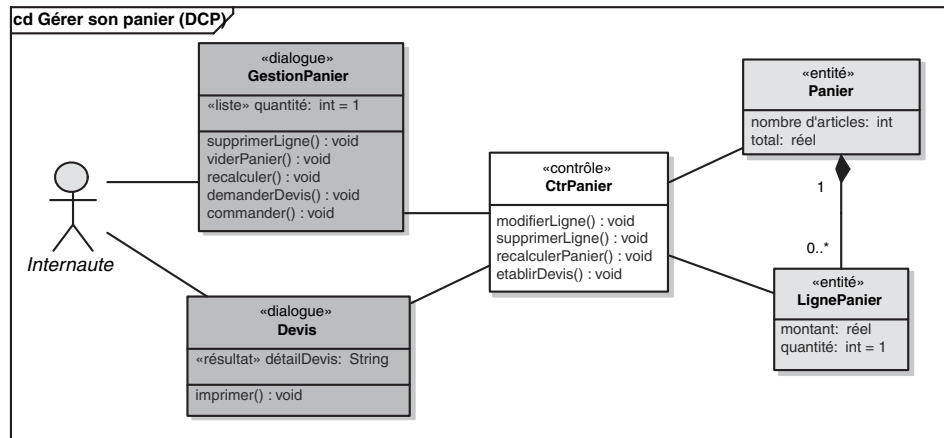 cd Gérer son panier (DCP)
«dialogue»
GestionPanier
«liste» quantité: int = 1
supprimerLigne() : void
viderPanier() : void
recalculer() : void
demanderDevis() : void
commander() : void
Internaute
«dialogue»
Devis
«résultat» détailDevis: String
imprimer() : void
«contrôle»
CtrPanier
modifierLigne() : void
supprimerLigne() : void
recalculerPanier() : void
etablirDevis() : void
«entité»
Panier
nombre d'articles: int
total: réel
1
0..*
«entité»
LignePanier
montant: réel
quantité: int = 1